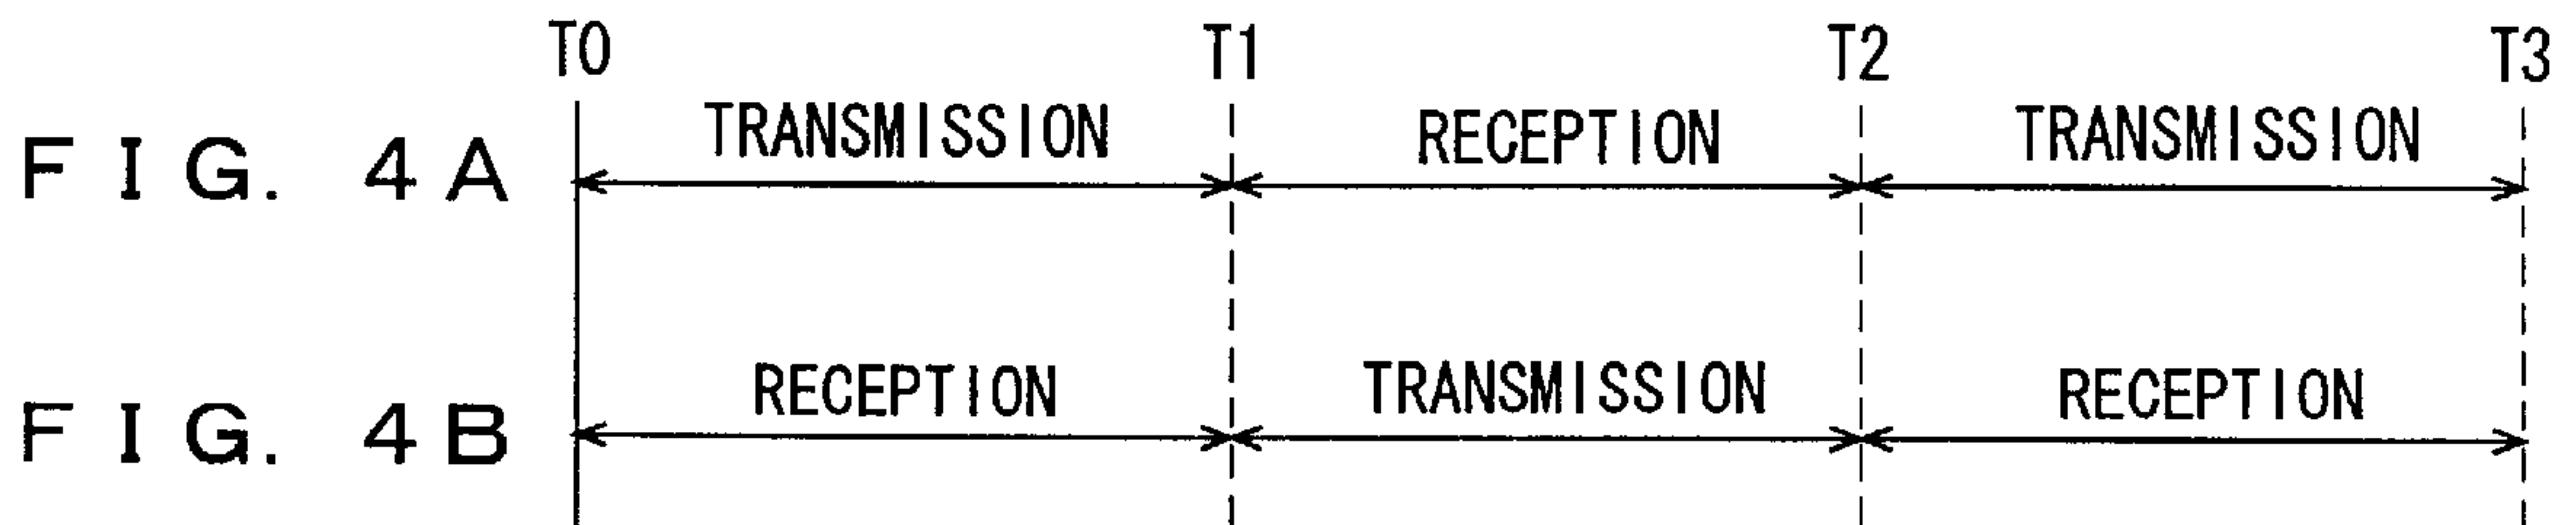 T0 T1 T2 T3
FIG. 4A TRANSMISSION RECEPTION TRANSMISSION
FIG. 4B RECEPTION TRANSMISSION RECEPTION